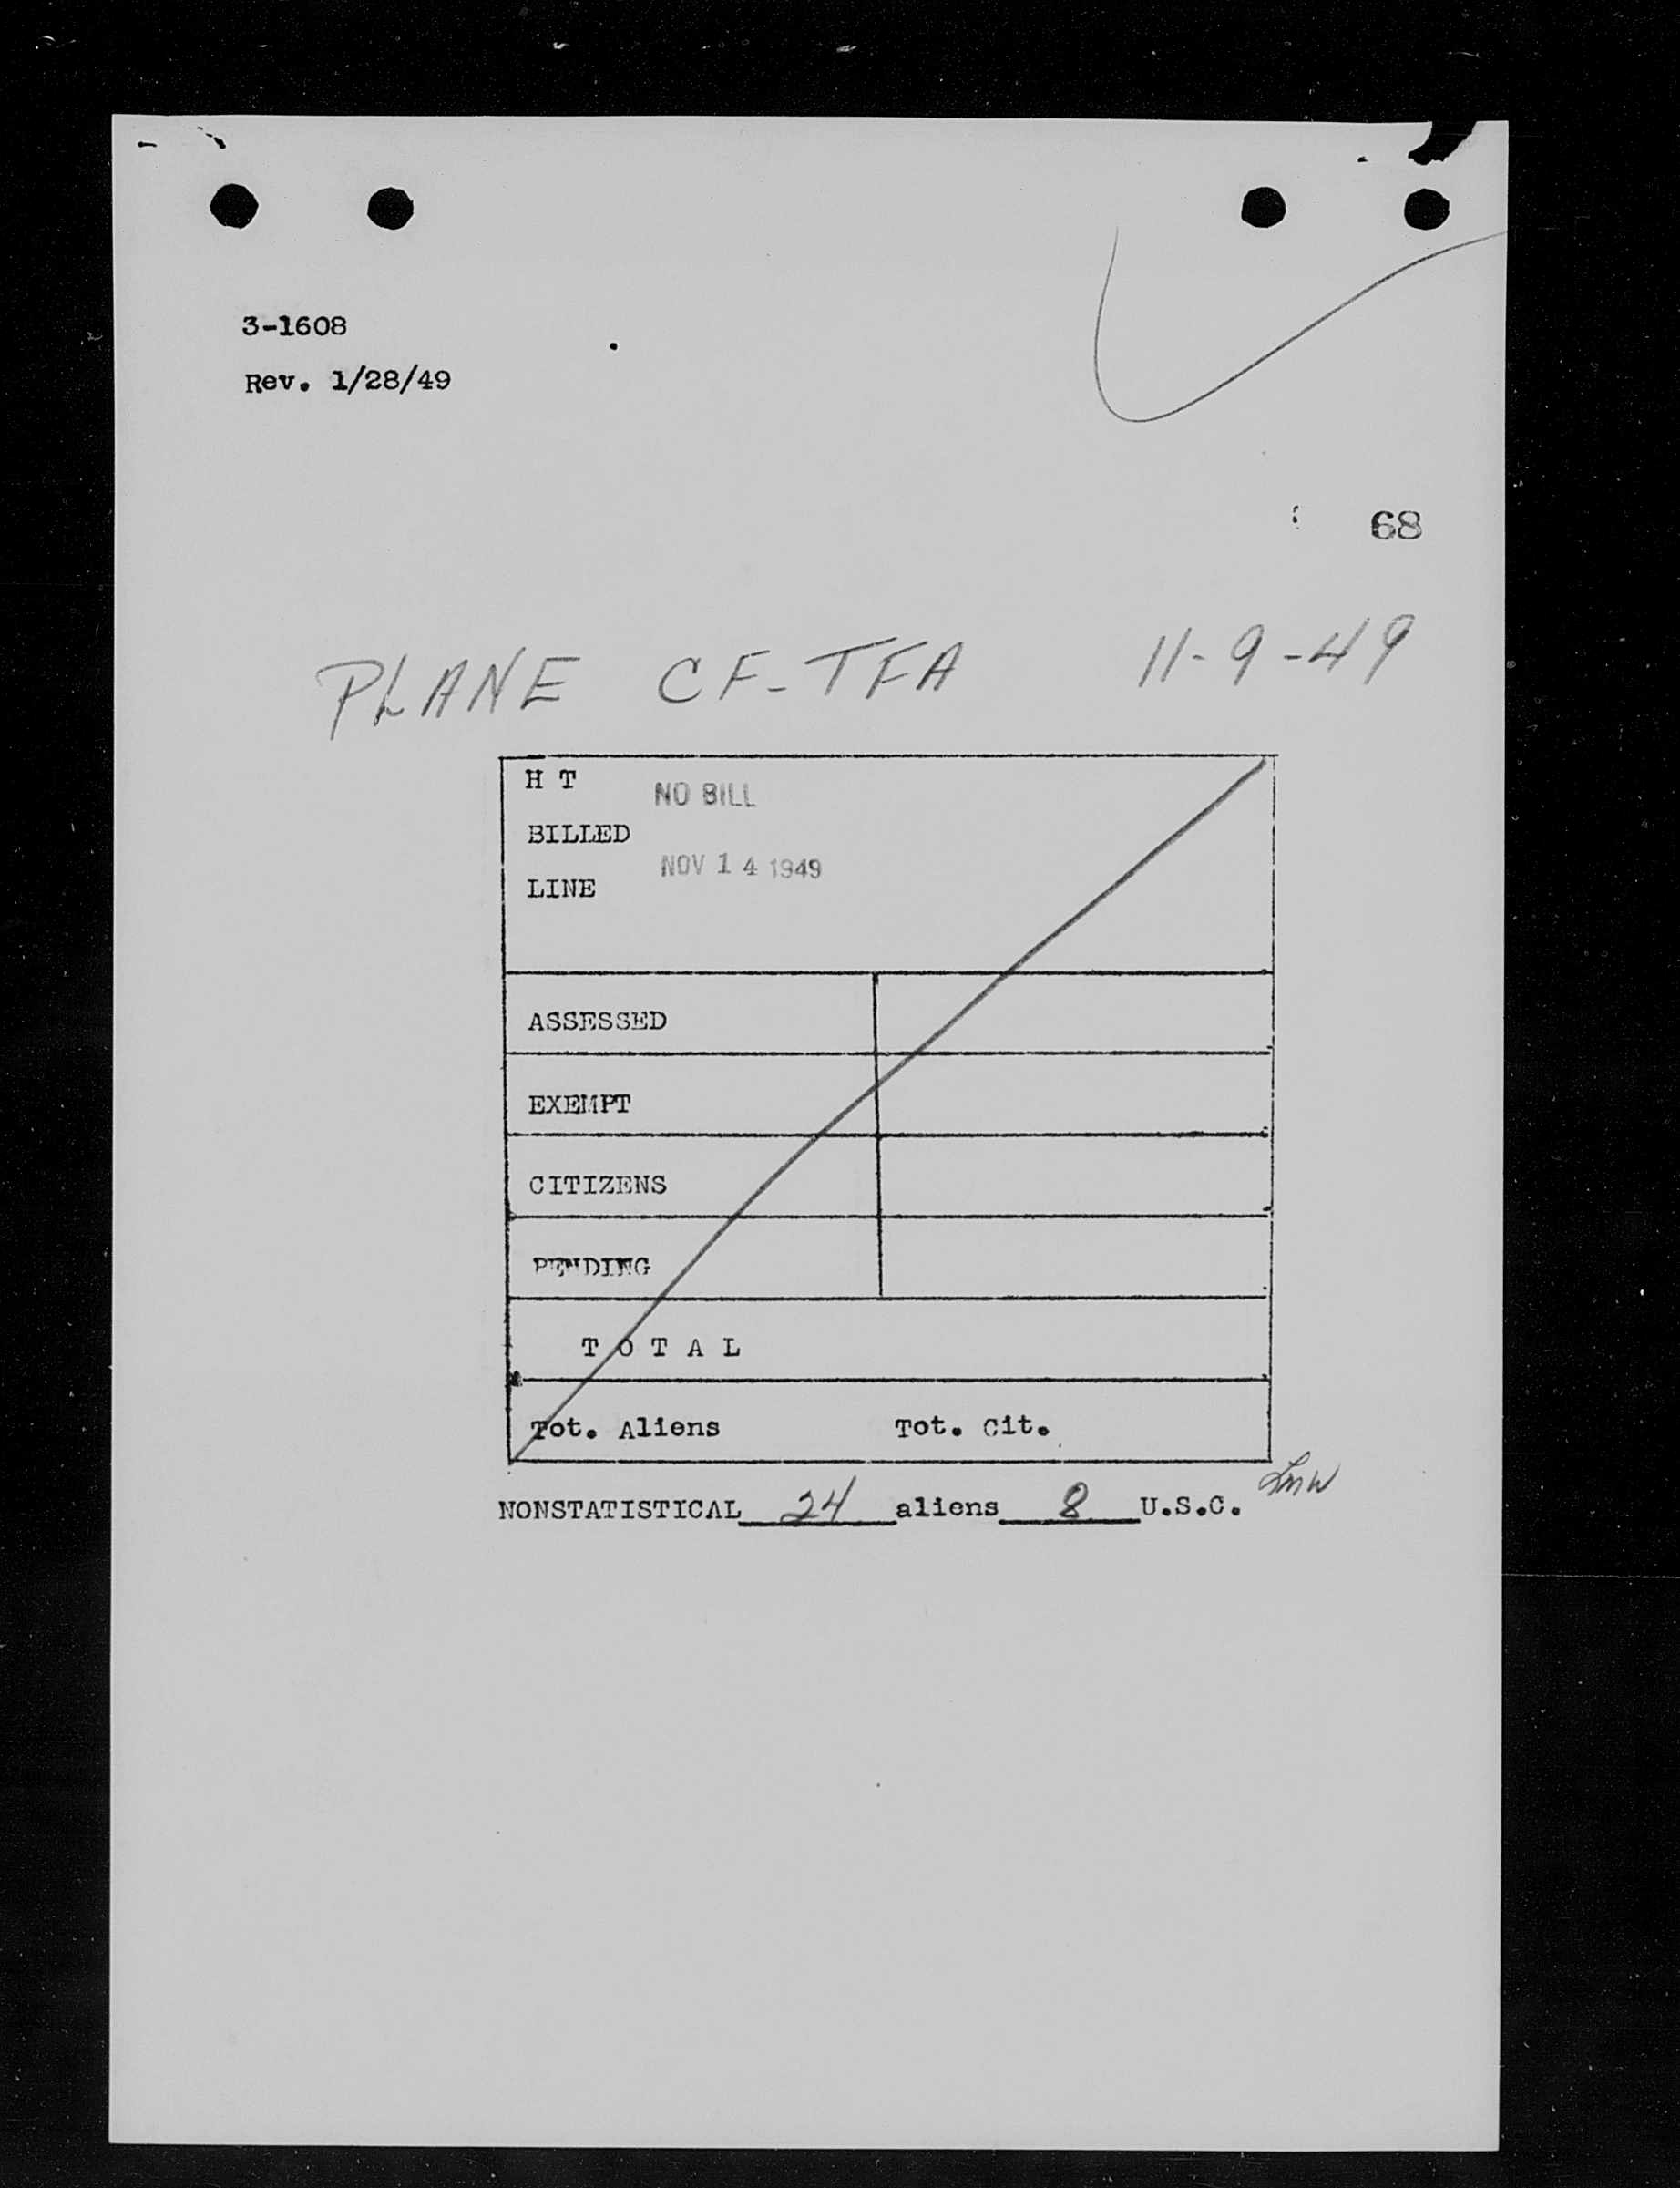 3-1608
Rev. 1/28/49
68
PLANE CF-TFA 11-9-49
H T
NO BILL
BILLED
NOV 14 1949
LINE
ASSESSED
EXEMPT
CITIZENS
PENDING
T O T A L
Tot. Aliens Tot. Cit.
NONSTATISTICAL 24 aliens 8 U.S.C.